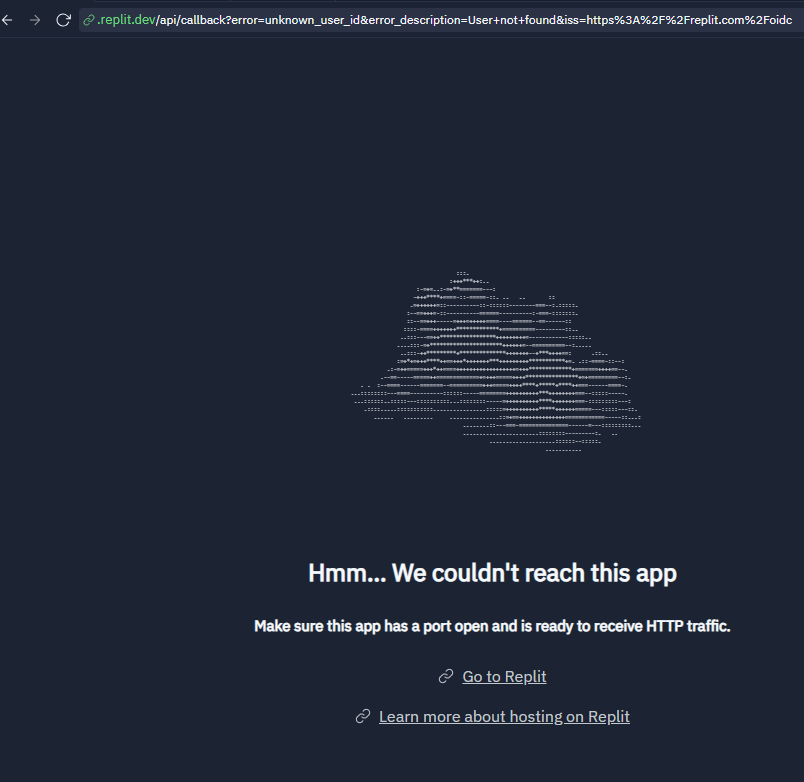 .replit.dev/api/callback?error=unknown_user_id&error_description=User+not+found&iss=https%3A%2F%2Freplit.com%2Foidc
Hmm... We couldn't reach this app
Make sure this app has a port open and is ready to receive HTTP traffic.
Go to Replit
Learn more about hosting on Replit